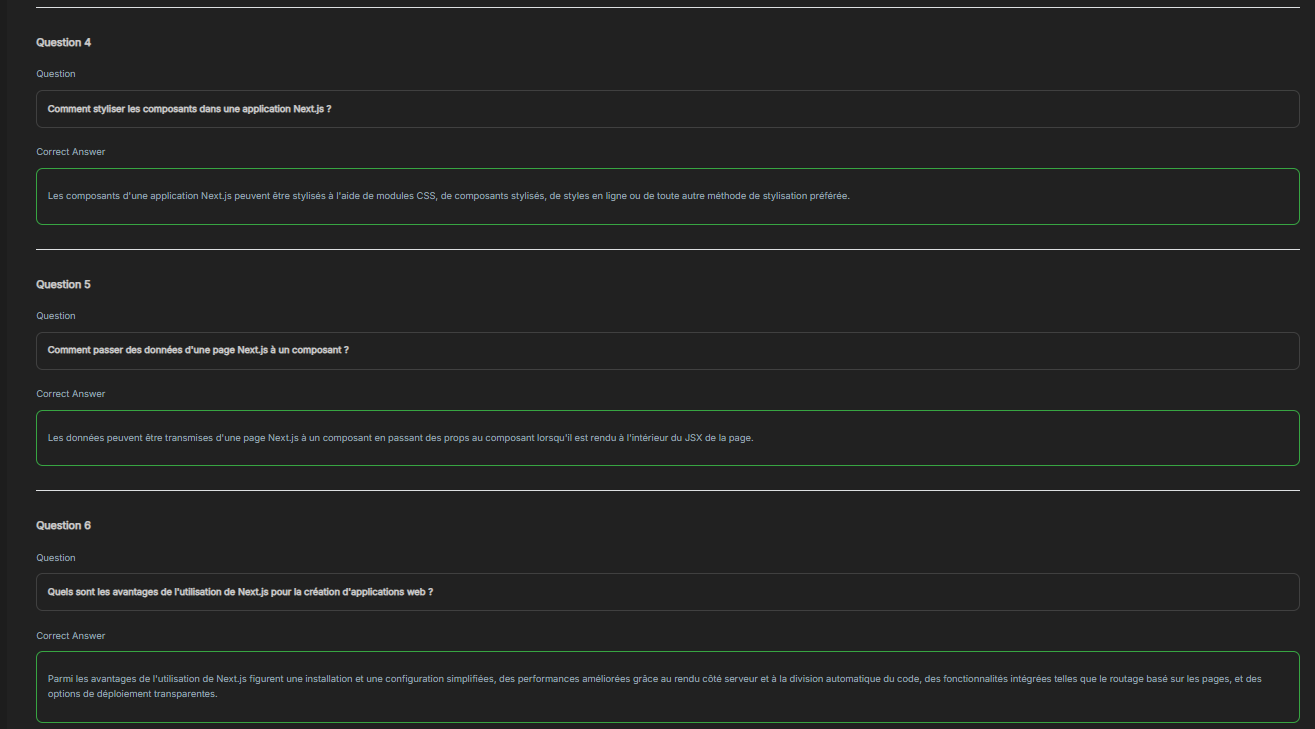 Question 4
Question
Comment styliser les composants dans une application Next.js ?
Correct Answer
Les composants d'une application Next.js peuvent être stylisés à l'aide de modules CSS, de composants stylisés, de styles en ligne ou de toute autre méthode de stylisation préférée.
Question 5
Question
Comment passer des données d'une page Next.js à un composant ?
Correct Answer
Les données peuvent être transmises d'une page Next.js à un composant en passant des props au composant lorsqu'il est rendu à l'intérieur du JSX de la page.
Question 6
Question
Quels sont les avantages de l'utilisation de Next.js pour la création d'applications web ?
Correct Answer
Parmi les avantages de l'utilisation de Next.js figurent une installation et une configuration simplifiées, des performances améliorées grâce au rendu côté serveur et à la division automatique du code, des fonctionnalités intégrées telles que le routage basé sur les pages, et des
options de déploiement transparentes.